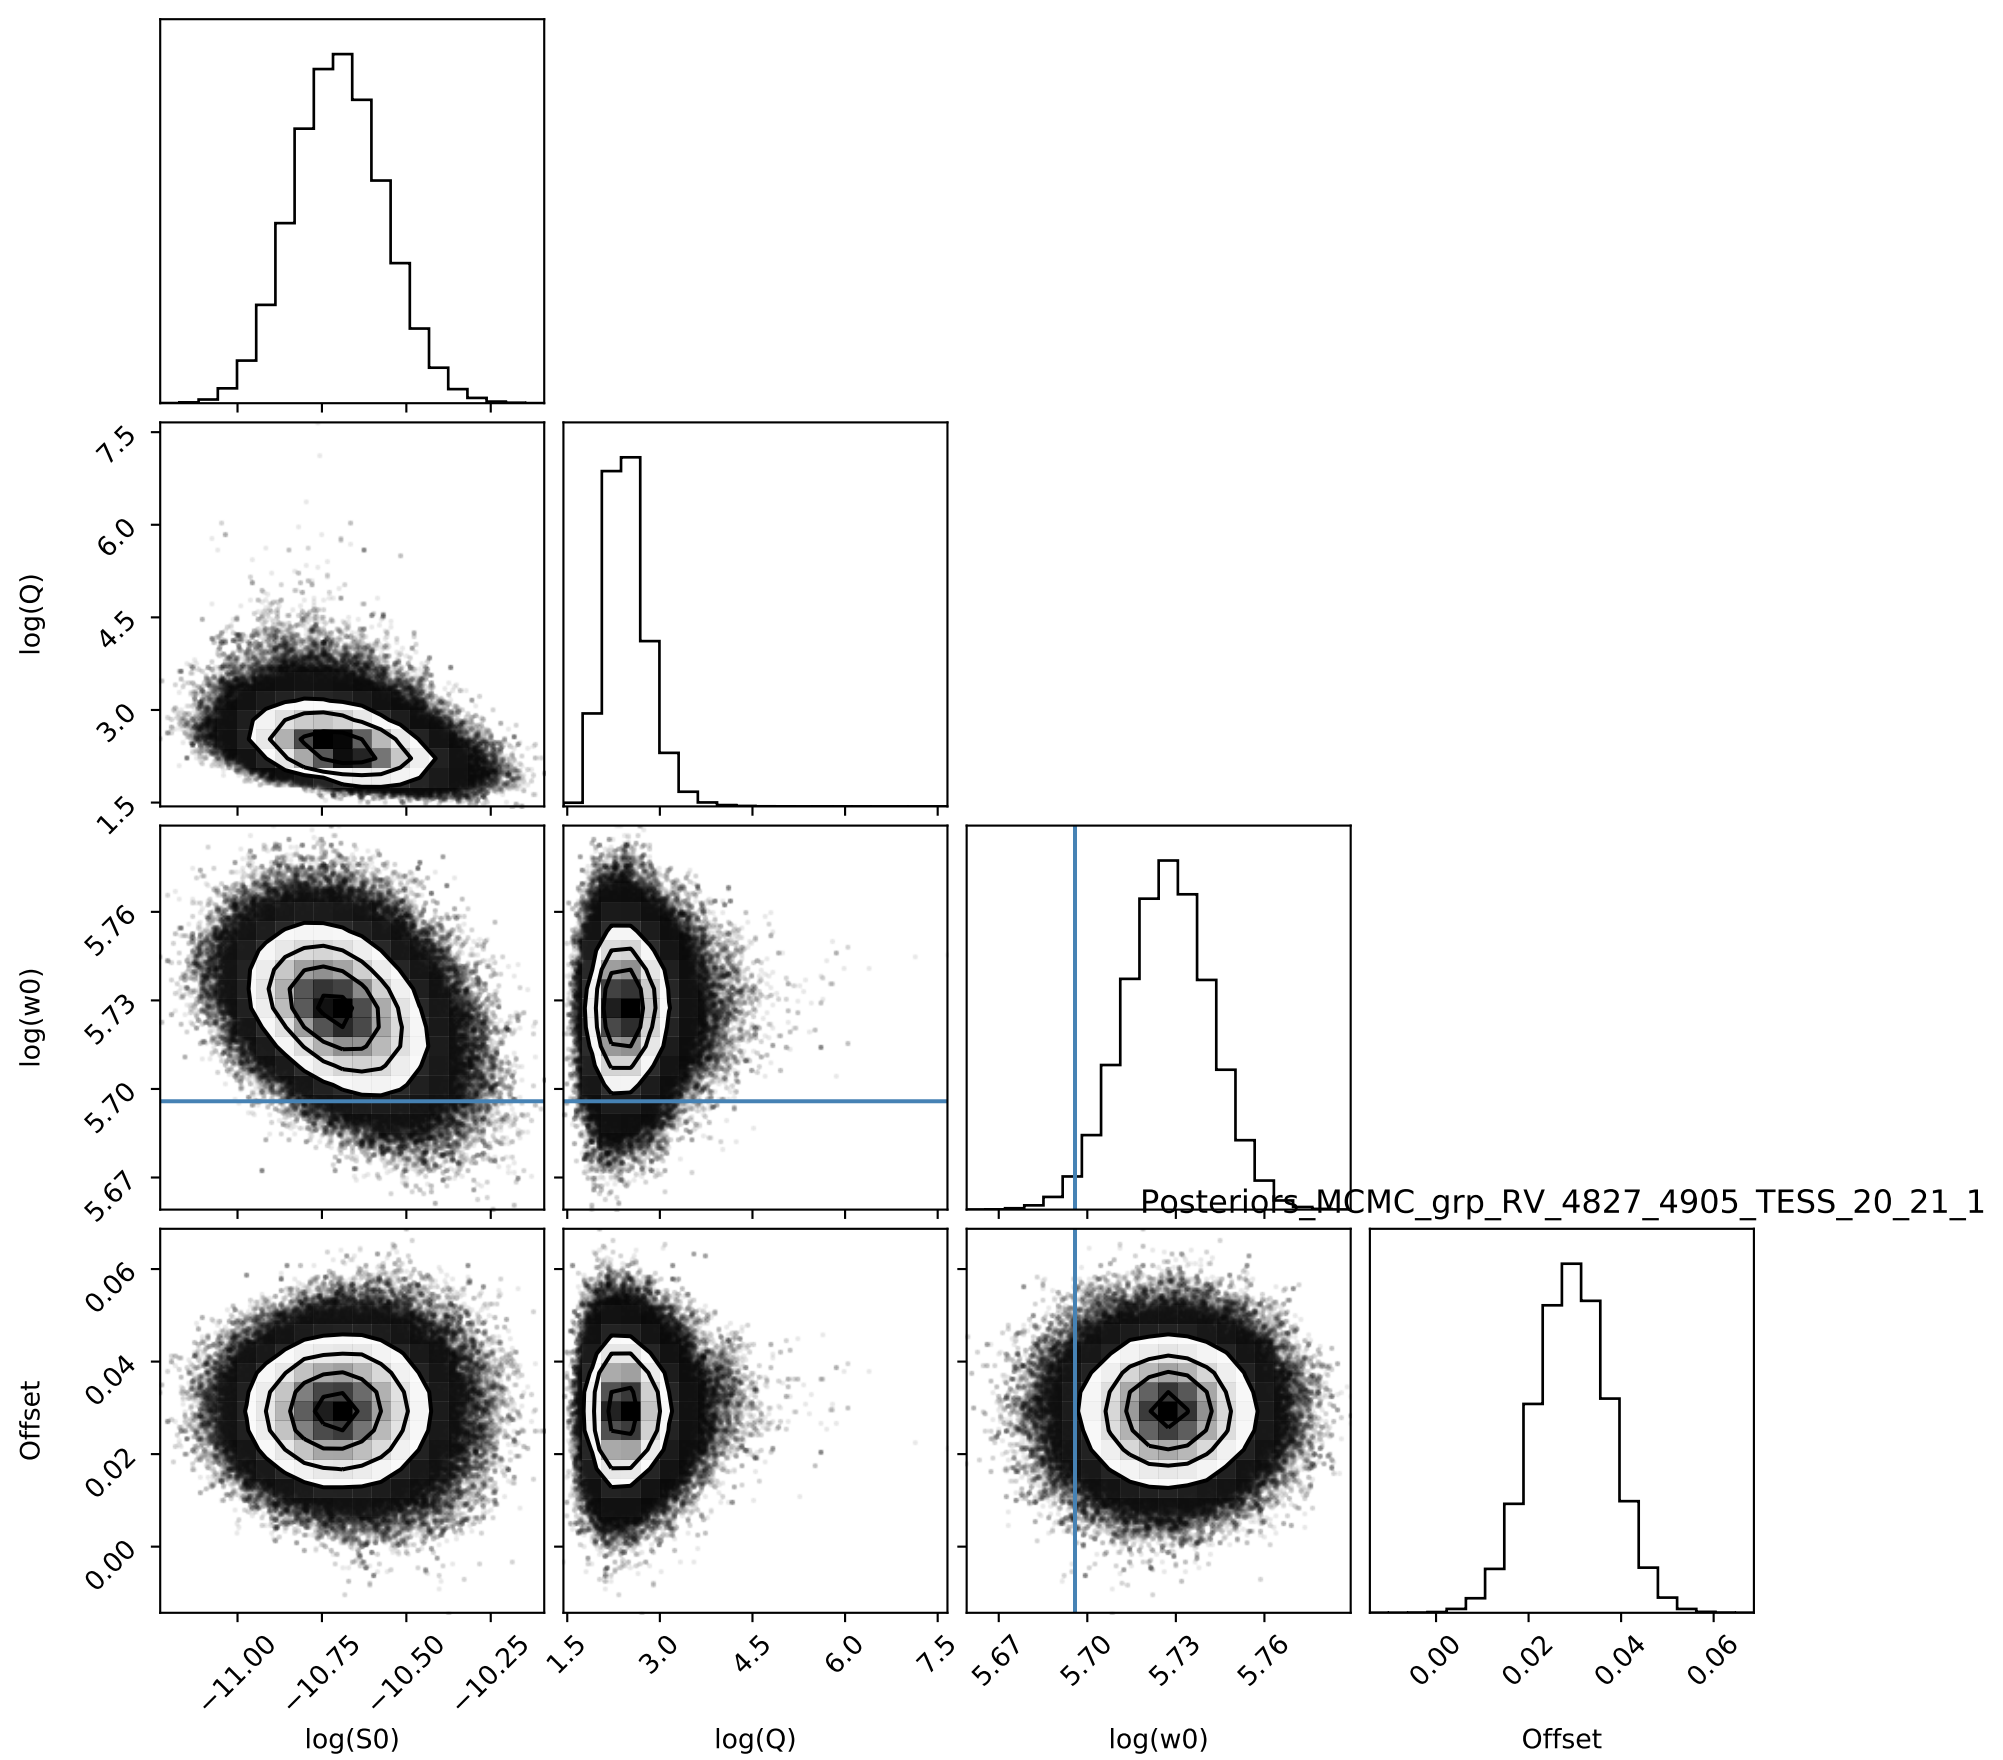 7.5
6.0
4.5
3.0
1.5
log(Q)
5.76
5.73
5.70
5.67
log(w0)
Posteriors_MCMC_grp_RV_4827_4905_TESS_20_21_1
0.06
0.04
0.02
0.00
Offset
−11.00 −10.75 −10.50 −10.25 1.5 3.0 4.5 6.0 7.5 5.67 5.70 5.73 5.76 0.00 0.02 0.04 0.06
log(S0) log(Q) log(w0) Offset